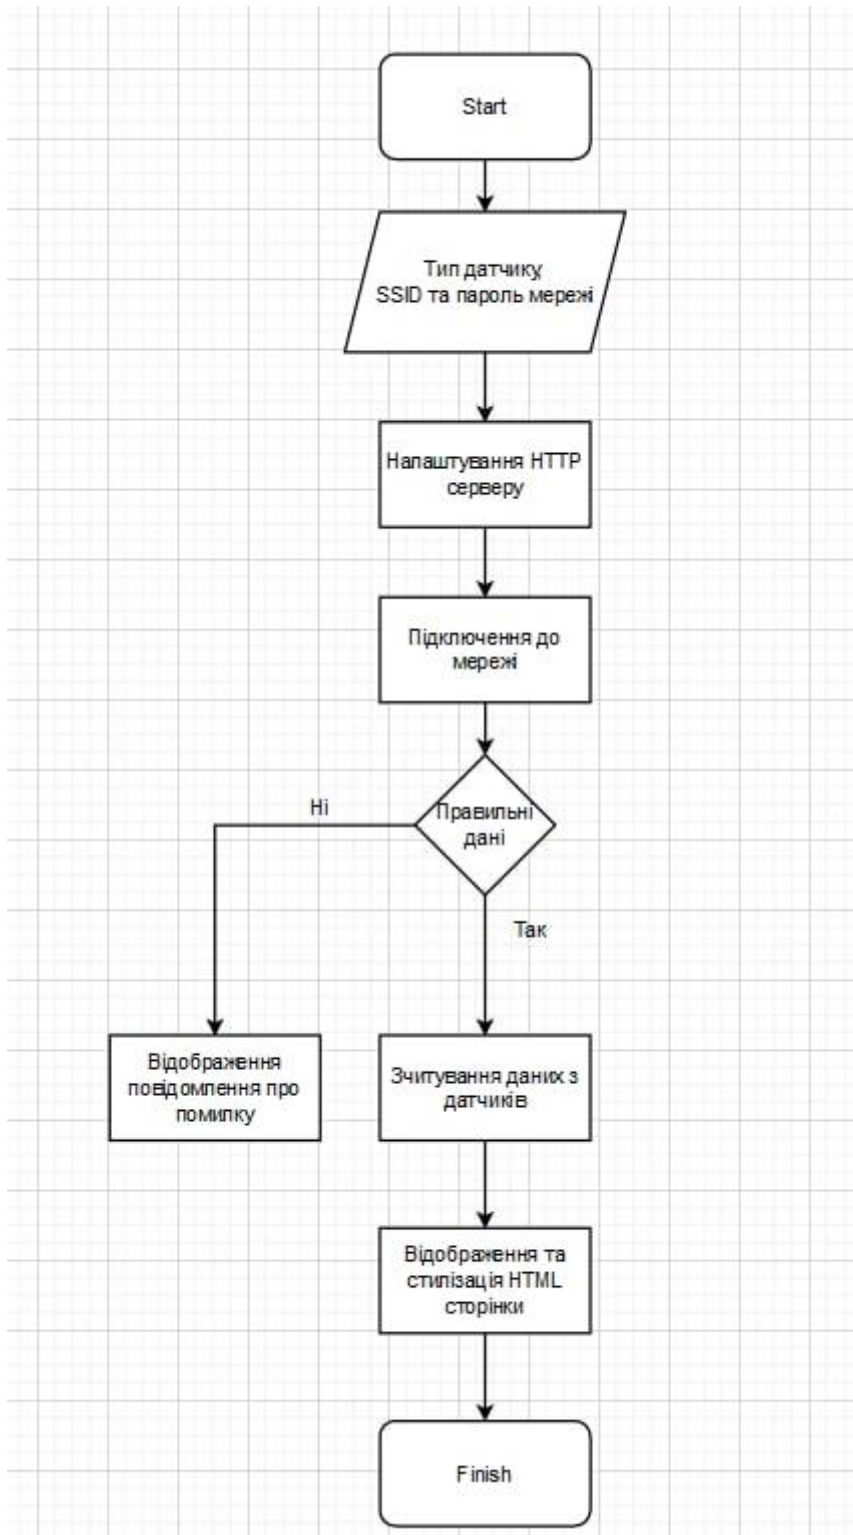 Start
Тип датчику,
SSID та пароль мережі
Налаштування HTTP
серверу
Підключення до
мережі
Правильні
дані
Ні
Так
Відображення
повідомлення про
помилку
Зчитування даних з
датчиків
Відображення та
стилізація HTML
сторінки
Finish